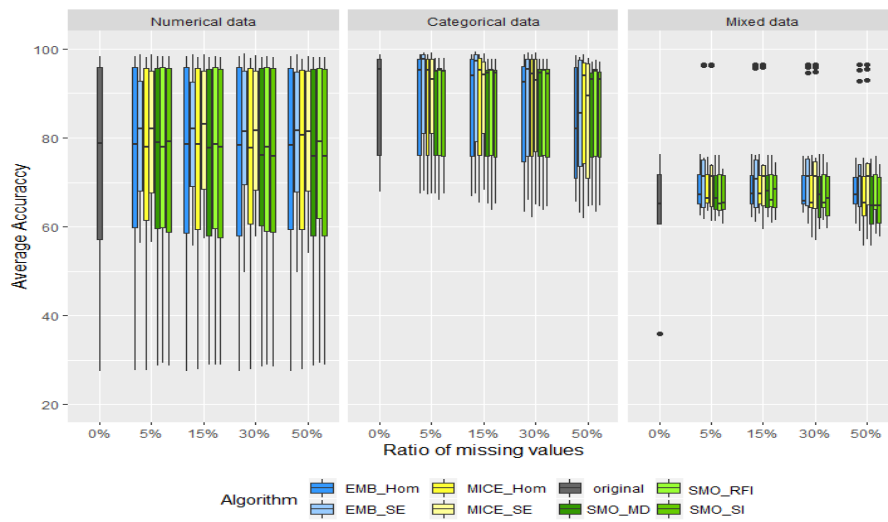 Numerical data Categorical data Mixed data
100
80
60
40
20
Average Accuraccy
0% 5% 15% 30% 50% 0% 5% 15% 30% 50% 0% 5% 15% 30% 50%
Ratio of missing values
Algorithm
EMB_Hom MICE_Hom original SMO_RFI
EMB_SE MICE_SE SMO_MD SMO_SI